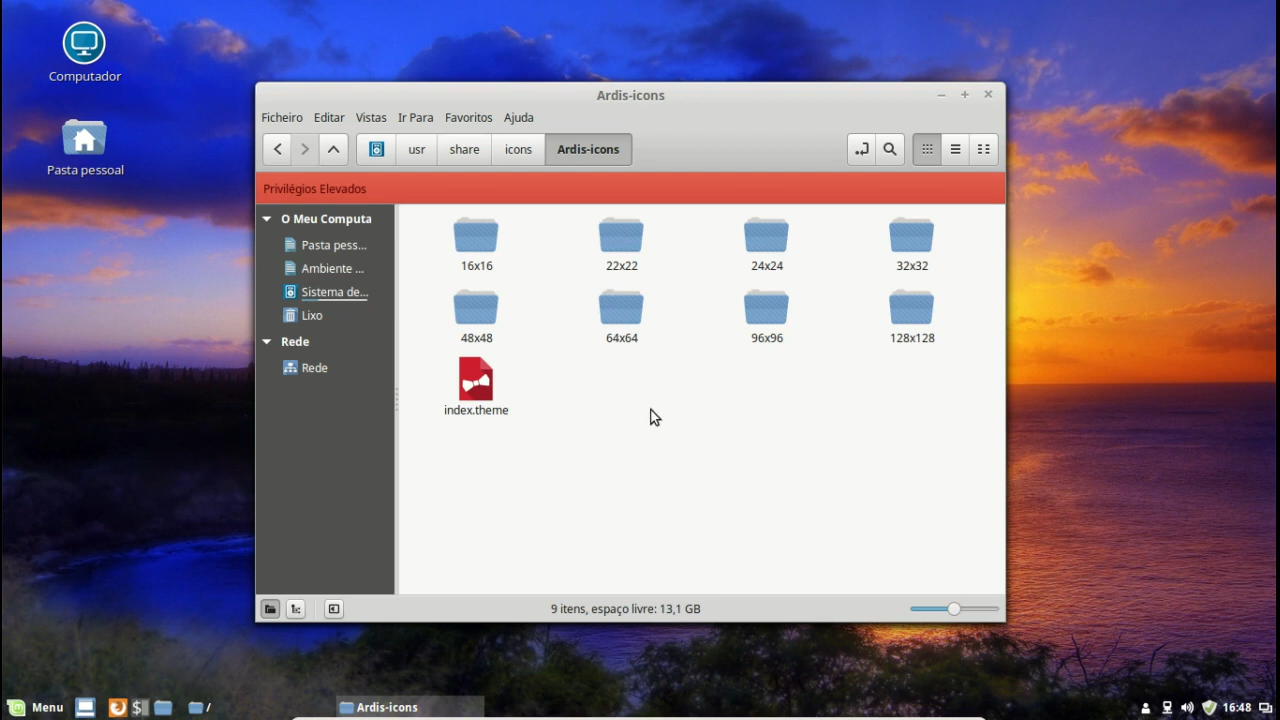 Computador
Pasta pessoal
Ardis-icons
Ficheiro Editar Vistas Ir Para Favoritos Ajuda
usr share icons Ardis-icons
Privilégios Elevados
O Meu Computa
Pasta pess...
Ambiente ...
Sistema de...
Lixo
Rede
Rede
16x16 22x22 24x24 32x32
48x48 64x64 96x96 128x128
index.theme
9 itens, espaço livre: 13,1 GB
Menu / Ardis-icons 16:48